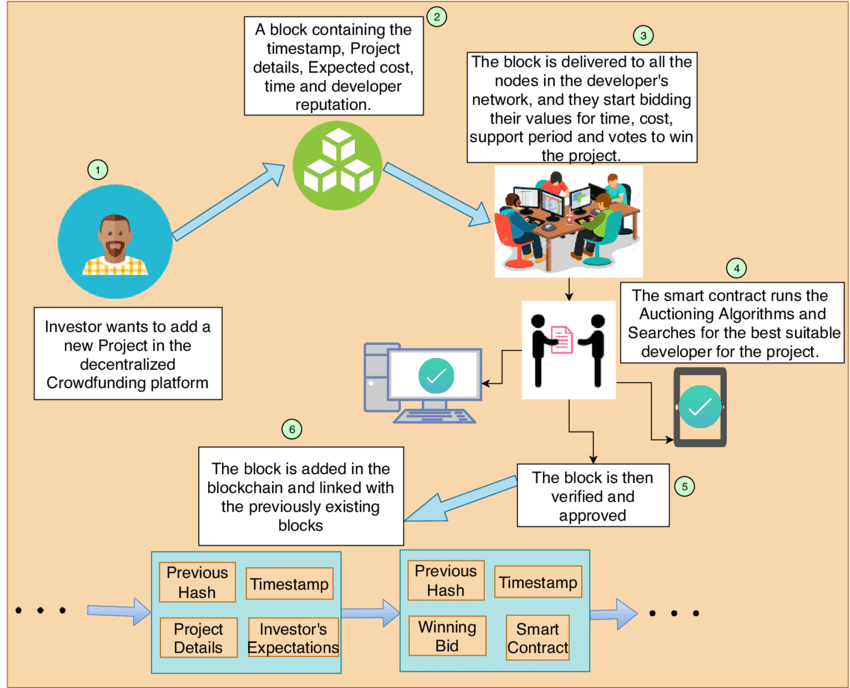 1
Investor wants to add a
new Project in the
decentralized
Crowdfunding platform
2
A block containing the
timestamp, Project
details, Expected cost,
time and developer
reputation.
3
The block is delivered to all the
nodes in the developer's
network, and they start bidding
their values for time, cost,
support period and votes to win
the project.
4
The smart contract runs the
Auctioning Algorithms and
Searches for the best suitable
developer for the project.
5
The block is then
verified and
approved
6
The block is added in the
blockchain and linked with
the previously existing
blocks
Previous
Hash
Timestamp
Project
Details
Investor's
Expectations
Previous
Hash
Timestamp
Winning
Bid
Smart
Contract